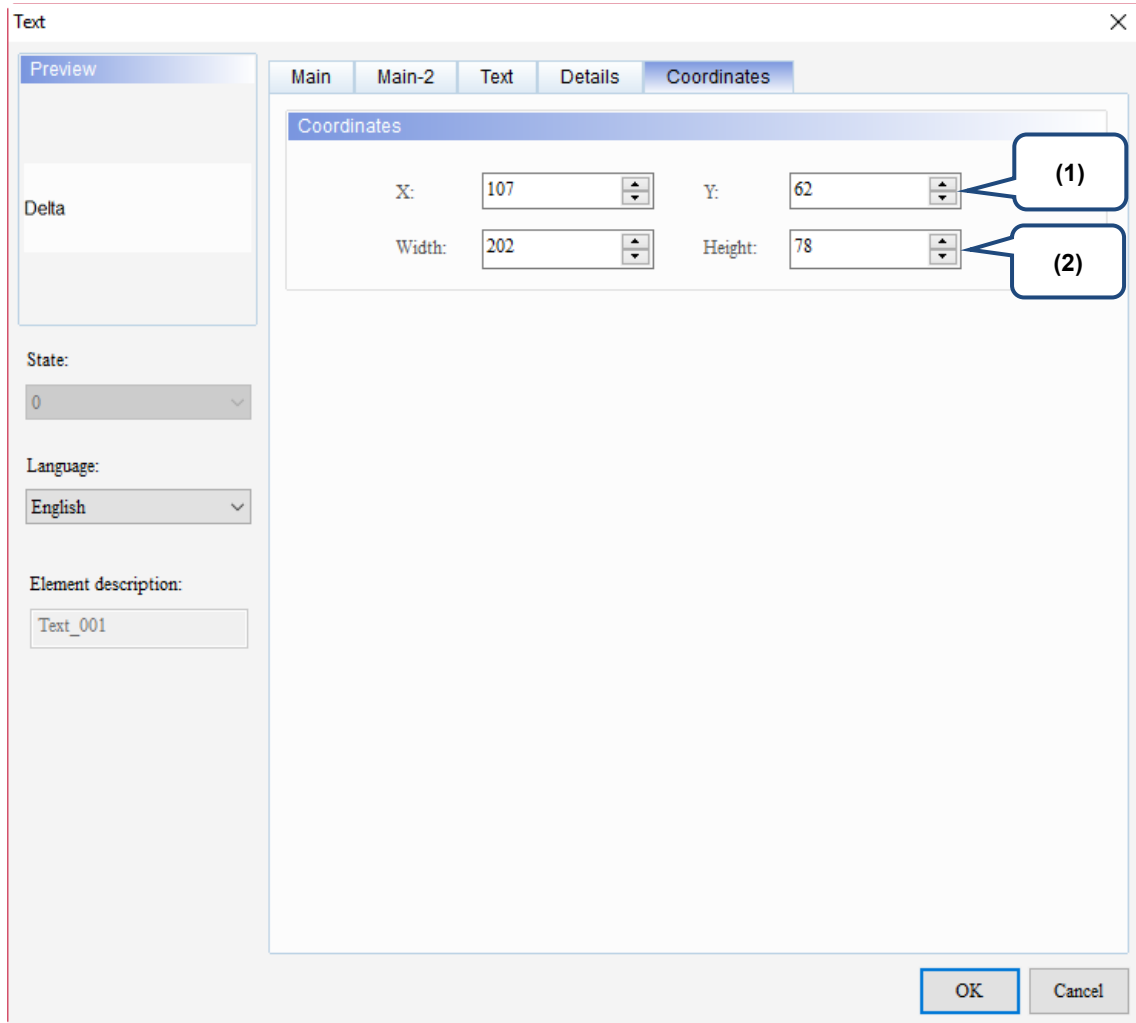 Text
Preview
Delta
State:
0
Language:
English
Element description:
Text_001
Main Main-2 Text Details Coordinates
Coordinates
X: 107 Y: 62
(1)
Width: 202 Height: 78
(2)
OK Cancel